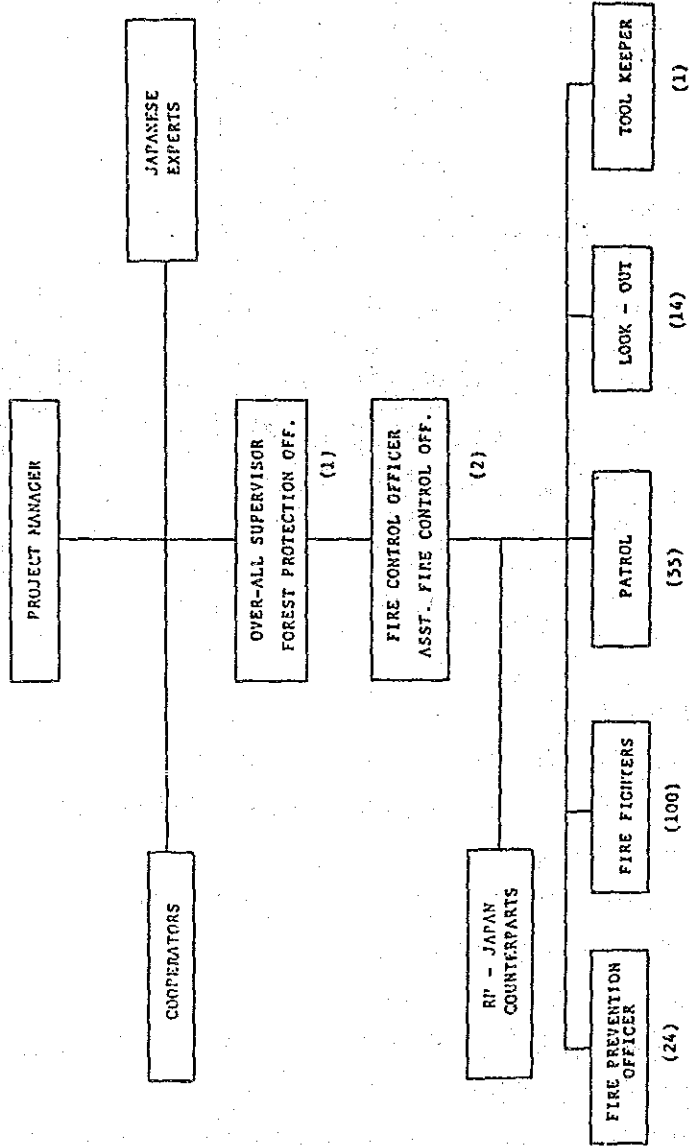 PROJECT MANAGER
COOPERATORS
JAPANESE
EXPERTS
OVER-ALL SUPERVISOR
FOREST PROTECTION OFF.
(1)
FIRE CONTROL OFFICER
ASST. FIRE CONTROL OFF.
(2)
RP - JAPAN
COUNTERPARTS
FIRE PREVENTION
OFFICER
(24)
FIRE FIGHTERS
(100)
PATROL
(55)
LOOK - OUT
(14)
TOOL KEEPER
(1)